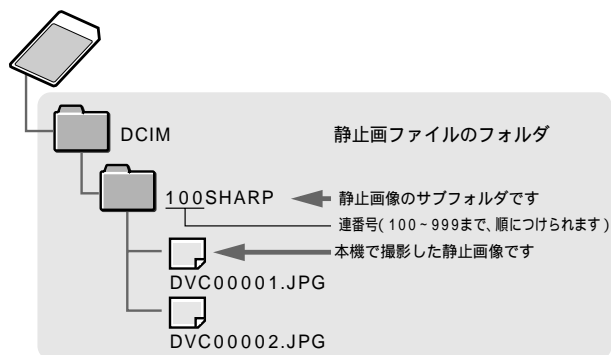 DCIM 静止画ファイルのフォルダ
100SHARP 静止画像のサブフォルダです
連番号(100~999まで、順につけられます)
本機で撮影した静止画像です
DVC00001.JPG
DVC00002.JPG